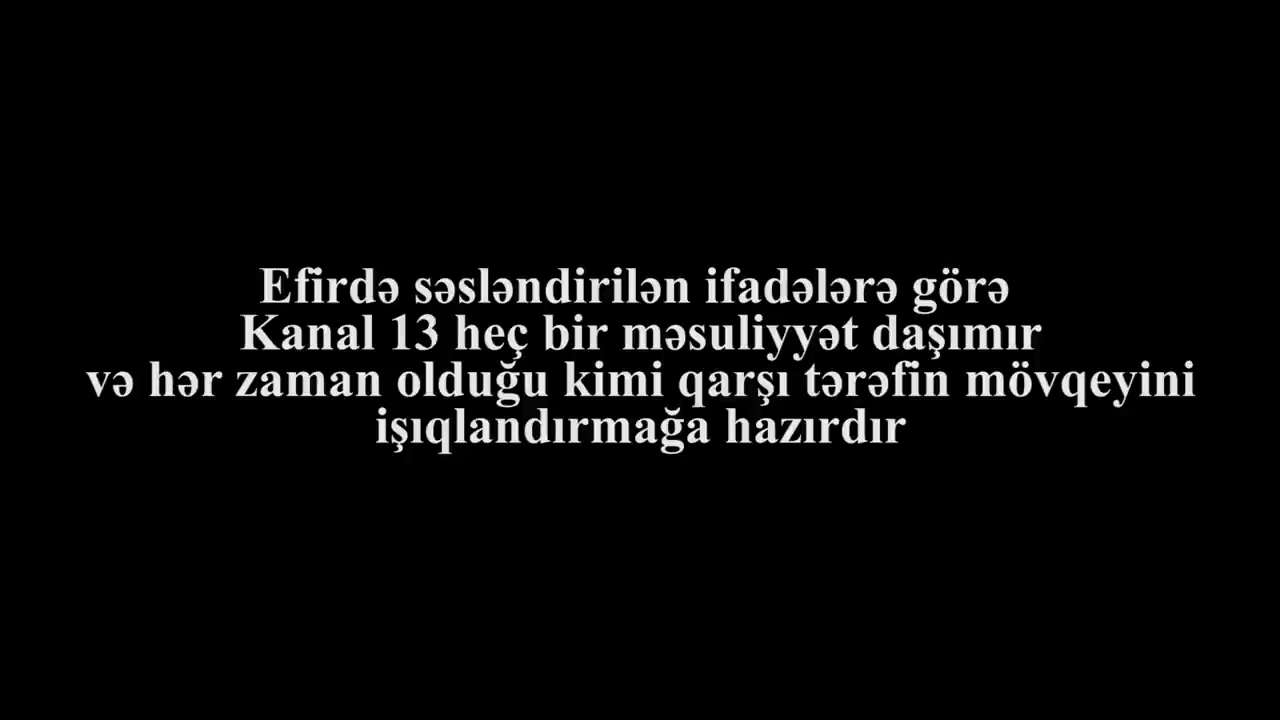 Efirdə səsləndirilən ifadələrə görə
Kanal 13 heç bir məsuliyyət daşımır
və hər zaman olduğu kimi qarşı tərəfin mövqeyini
işıqlandırmağa hazırdır